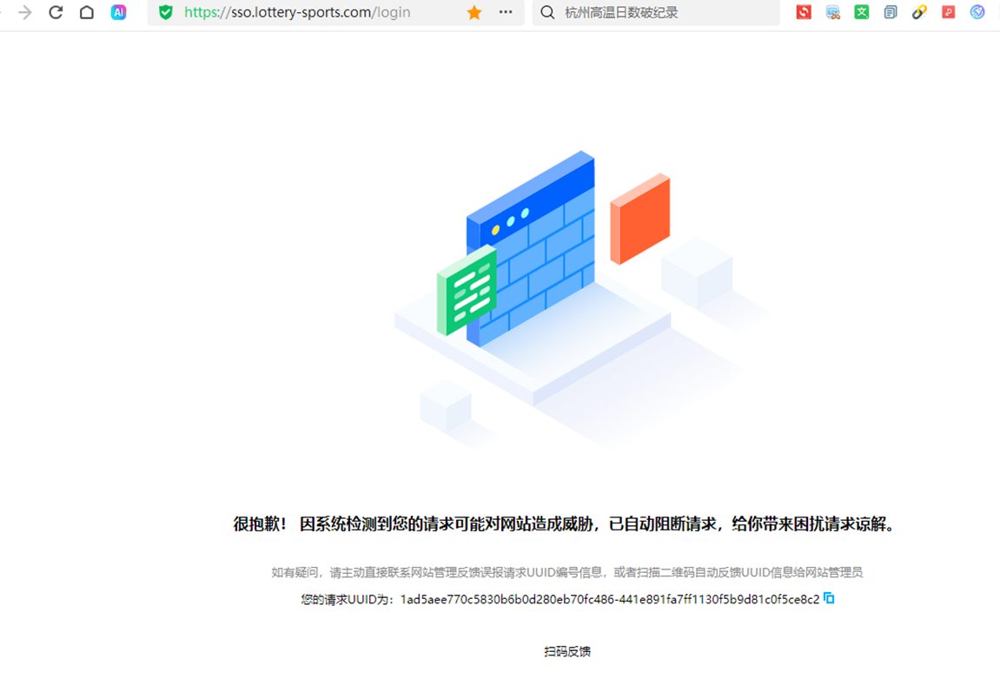 AI
https://sso.lottery-sports.com/login
杭州高温日数破纪录
文
很抱歉！ 因系统检测到您的请求可能对网站造成威胁，已自动阻断请求，给你带来困扰请求谅解。
如有疑问，请主动直接联系网站管理反馈误报请求UUID编号信息，或者扫描二维码自动反馈UUID信息给网站管理员
您的请求UUID为：1ad5aee770c5830b6b0d280eb70fc486-441e891fa7ff1130f5b9d81c0f5ce8c2
扫码反馈